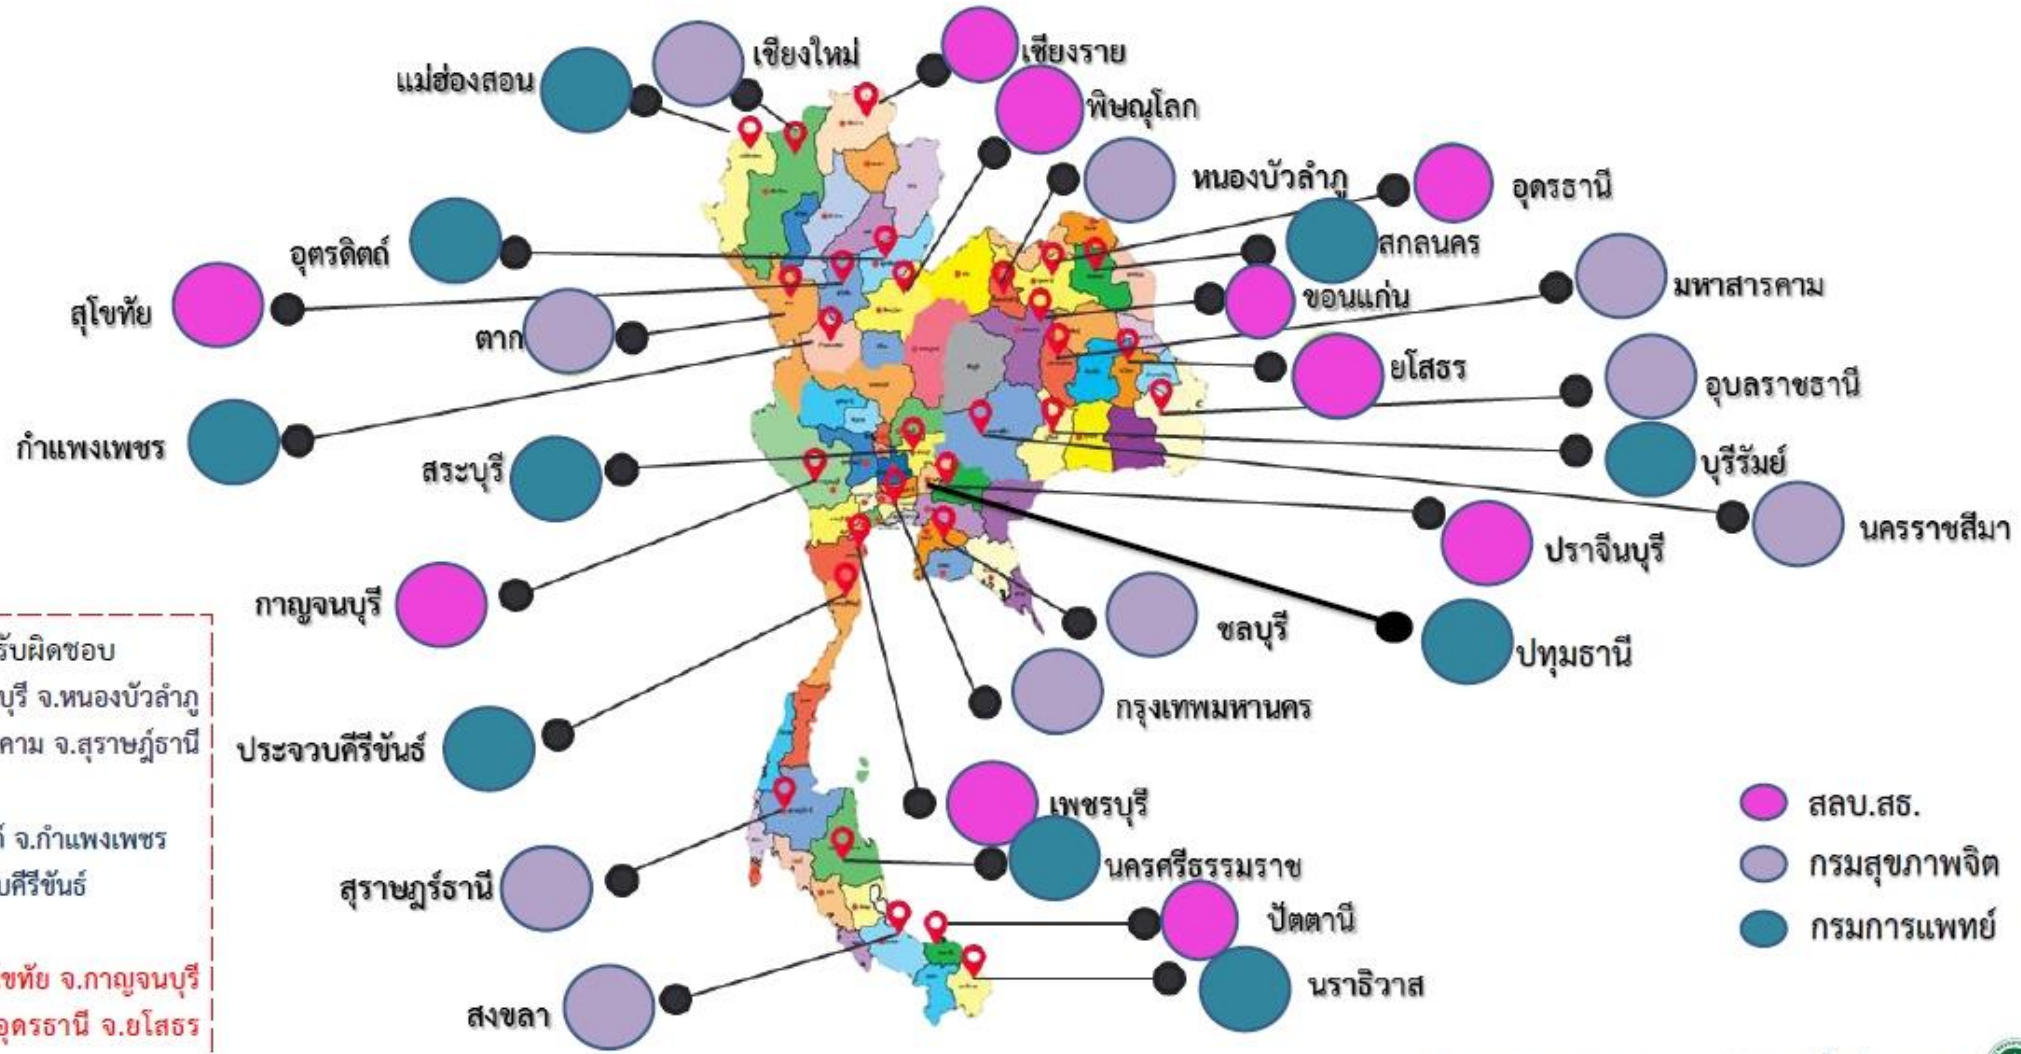 เชียงใหม่
เชียงราย
แม่ฮ่องสอน
พิษณุโลก
หนองบัวลำภู
อุดรธานี
อุตรดิตถ์
สกลนคร
มหาสารคาม
สุโขทัย
ขอนแก่น
ตาก
ยโสธร
อุบลราชธานี
กำแพงเพชร
สระบุรี
บุรีรัมย์
นครราชสีมา
ปราจีนบุรี
กาญจนบุรี
ชลบุรี
ปทุมธานี
กรุงเทพมหานคร
ประจวบคีรีขันธ์
เพชรบุรี
นครศรีธรรมราช
สุราษฎร์ธานี
ปัตตานี
นราธิวาส
สงขลา
รับผิดชอบ
บุรี จ.หนองบัวลำภู
คาม จ.สุราษฎ์ธานี
จ.กำแพงเพชร
บคีรีขันธ์
ขทัย จ.กาญจนบุรี
อุดรธานี จ.ยโสธร
สลบ.สธ.
กรมสุขภาพจิต
กรมการแพทย์